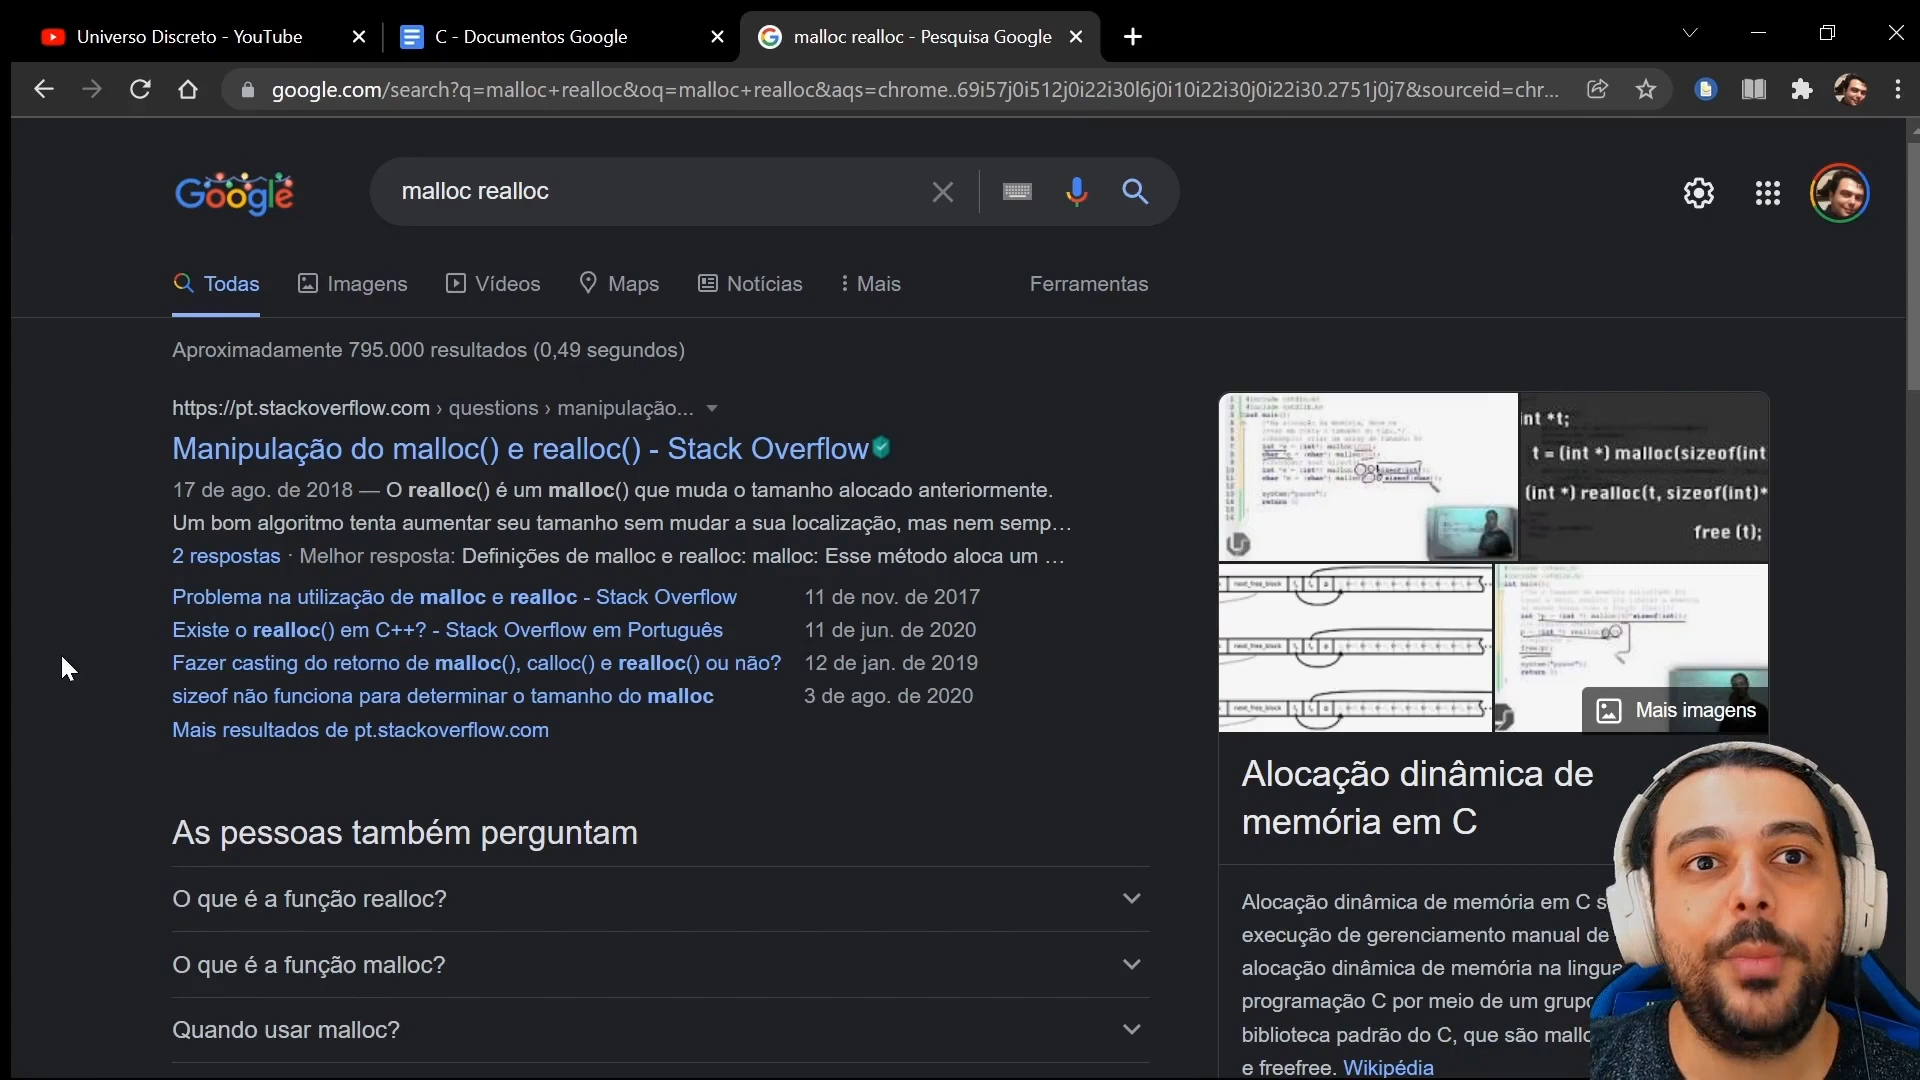 Universo Discreto - YouTube
C - Documentos Google
malloc realloc - Pesquisa Google
google.com/search?q=malloc+realloc&oq=malloc+realloc&aqs=chrome..69i57j0i512j0i22i30l6j0i10i22i30j0i22i30.2751j0j7&sourceid=chr...
Google
malloc realloc
Todas
Imagens
Vídeos
Maps
Notícias
Mais
Ferramentas
Aproximadamente 795.000 resultados (0,49 segundos)
https://pt.stackoverflow.com › questions › manipulação...
Manipulação do malloc() e realloc() - Stack Overflow
17 de ago. de 2018 — O realloc() é um malloc() que muda o tamanho alocado anteriormente.
Um bom algoritmo tenta aumentar seu tamanho sem mudar a sua localização, mas nem semp...
2 respostas · Melhor resposta: Definições de malloc e realloc: malloc: Esse método aloca um ...
Problema na utilização de malloc e realloc - Stack Overflow 11 de nov. de 2017
Existe o realloc() em C++? - Stack Overflow em Português 11 de jun. de 2020
Fazer casting do retorno de malloc(), calloc() e realloc() ou não? 12 de jan. de 2019
sizeof não funciona para determinar o tamanho do malloc 3 de ago. de 2020
Mais resultados de pt.stackoverflow.com
As pessoas também perguntam
O que é a função realloc?
O que é a função malloc?
Quando usar malloc?
int *t;
t = (int *) malloc(sizeof(int
(int *) realloc(t, sizeof(int)*
free (t);
Mais imagens
Alocação dinâmica de
memória em C
Alocação dinâmica de memória em C s
execução de gerenciamento manual de
alocação dinâmica de memória na lingua
programação C por meio de um grupo
biblioteca padrão do C, que são mallo
e freefree. Wikipédia